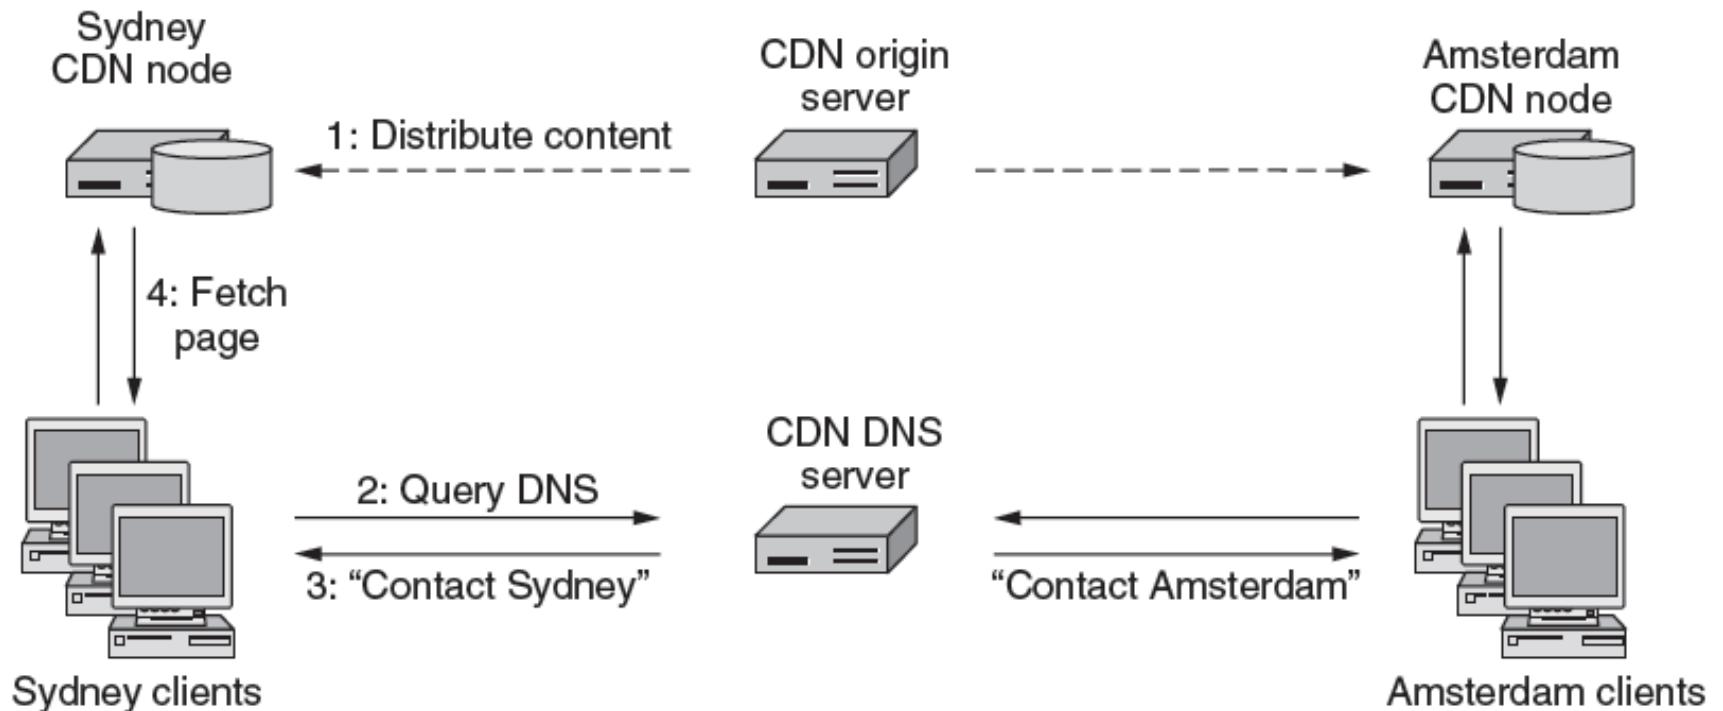 Sydney
CDN node
CDN origin
server
Amsterdam
CDN node
1: Distribute content
4: Fetch
page
CDN DNS
server
2: Query DNS
3: “Contact Sydney”
“Contact Amsterdam”
Sydney clients
Amsterdam clients